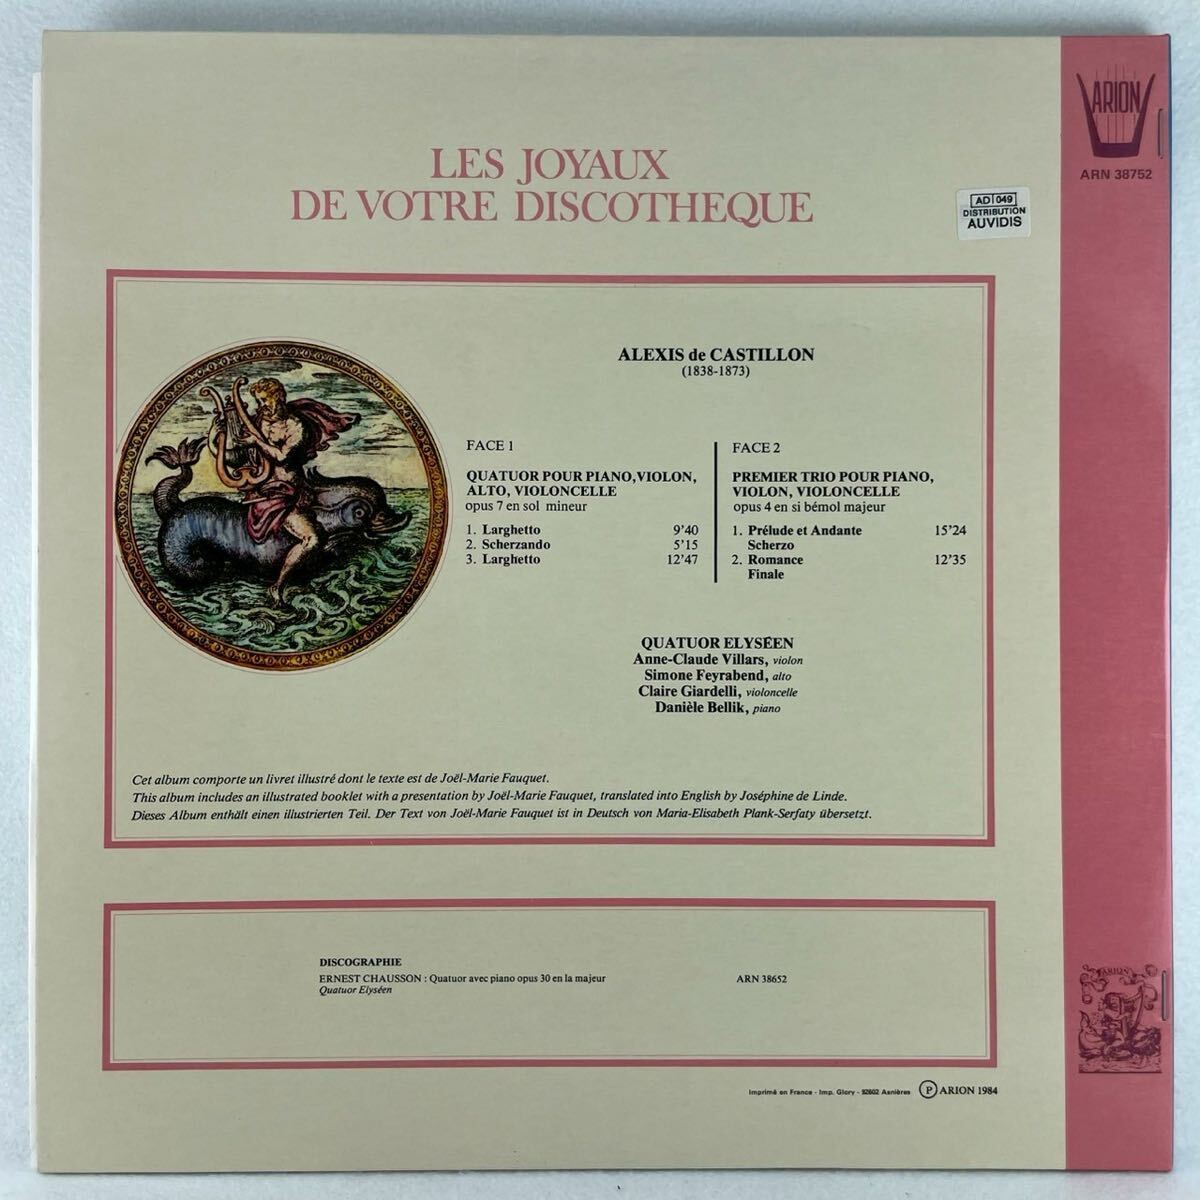 ARION
ARN 38752
LES JOYAUX
DE VOTRE DISCOTHEQUE
AD 049
DISTRIBUTION
AUVIDIS
ALEXIS de CASTILLON
(1838-1873)
FACE 1
QUATUOR POUR PIANO,VIOLON,
ALTO, VIOLONCELLE
opus 7 en sol mineur
1. Larghetto 9'40
2. Scherzando 5'15
3. Larghetto 12'47
FACE 2
PREMIER TRIO POUR PIANO,
VIOLON, VIOLONCELLE
opus 4 en si bémol majeur
1. Prélude et Andante 15'24
Scherzo
2. Romance 12'35
Finale
QUATUOR ELYSÉEN
Anne-Claude Villars, violon
Simone Feyrabend, alto
Claire Giardelli, violoncelle
Danièle Bellik, piano
Cet album comporte un livret illustré dont le texte est de Joël-Marie Fauquet.
This album includes an illustrated booklet with a presentation by Joël-Marie Fauquet, translated into English by Joséphine de Linde.
Dieses Album enthält einen illustrierten Teil. Der Text von Joël-Marie Fauquet ist in Deutsch von Maria-Elisabeth Plank-Serfaty übersetzt.
DISCOGRAPHIE
ERNEST CHAUSSON : Quatuor avec piano opus 30 en la majeur ARN 38652
Quatuor Elyséen
ARION
Imprimé en France - Imp. Glory - 92602 Asnières Ⓟ ARION 1984